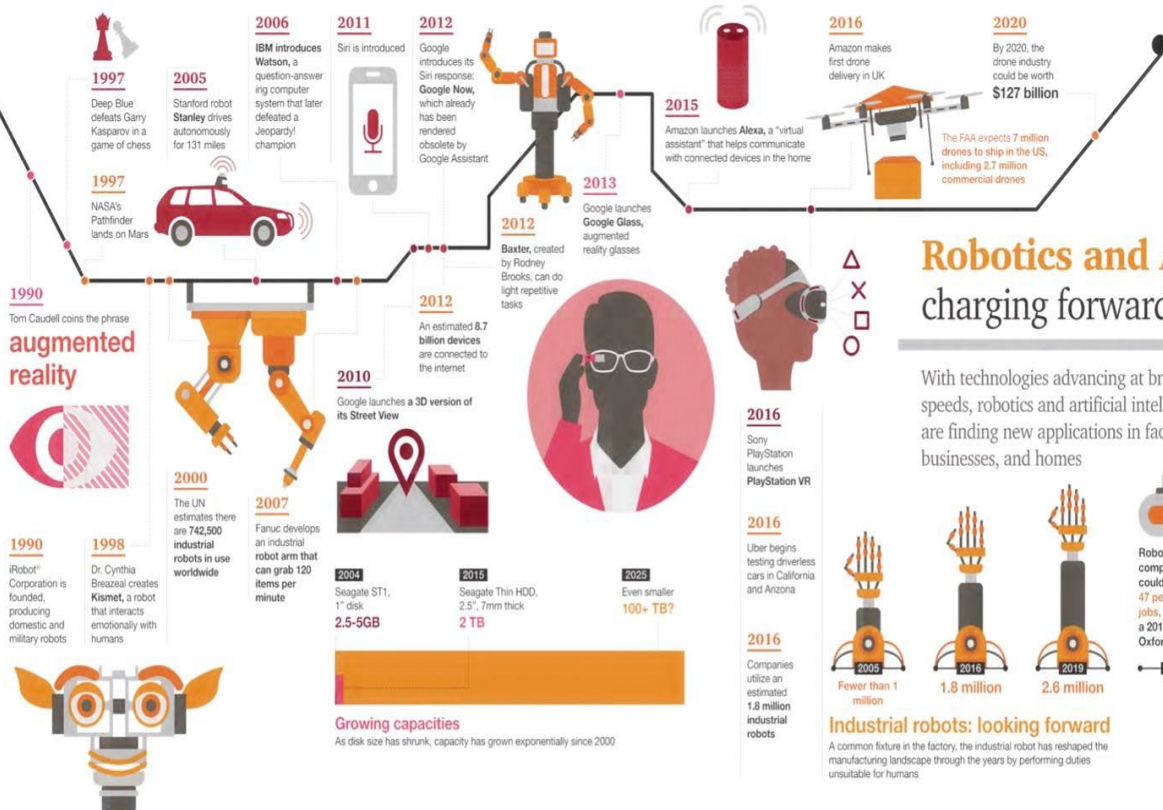 1997
Deep Blue
defeats Garry
Kasparov in a
game of chess
1997
NASA's
Pathfinder
lands on Mars
2005
Stanford robot
Stanley drives
autonomously
for 131 miles
2006
IBM introduces
Watson, a
question-answer
ing computer
system that later
defeated a
Jeopardy!
champion
2011
Siri is introduced
2012
Google
introduces its
Siri response:
Google Now,
which already
has been
rendered
obsolete by
Google Assistant
2012
Baxter, created
by Rodney
Brooks, can do
light repetitive
tasks
2013
Google launches
Google Glass,
augmented
reality glasses
2015
Amazon launches Alexa, a "virtual
assistant" that helps communicate
with connected devices in the home
2016
Amazon makes
first drone
delivery in UK
2020
By 2020, the
drone industry
could be worth
$127 billion
The FAA expects 7 million
drones to ship in the US,
including 2.7 million
commercial drones
1990
Tom Caudell coins the phrase
augmented
reality
2012
An estimated 8.7
billion devices
are connected to
the internet
2010
Google launches a 3D version of
its Street View
Robotics and
charging forward
With technologies advancing at
speeds, robotics and artificial
are finding new applications in
businesses, and homes
1990
iRobot®
Corporation is
founded,
producing
domestic and
military robots
1998
Dr. Cynthia
Breazeal creates
Kismet, a robot
that interacts
emotionally with
humans
2000
The UN
estimates there
are 742,500
industrial
robots in use
worldwide
2007
Fanuc develops
an industrial
robot arm that
can grab 120
items per
minute
2004
Seagate ST1,
1" disk
2.5-5GB
2015
Seagate Thin HDD,
2.5", 7mm thick
2 TB
2025
Even smaller
100+ TB?
Growing capacities
As disk size has shrunk, capacity has grown exponentially since 2000
2016
Sony
PlayStation
launches
PlayStation VR
2016
Uber begins
testing driverless
cars in California
and Arizona
2016
Companies
utilize an
estimated
1.8 million
industrial
robots
2005
Fewer than 1
million
2016
1.8 million
2019
2.6 million
Industrial robots: looking forward
A common fixture in the factory, the industrial robot has reshaped the
manufacturing landscape through the years by performing duties
unsuitable for humans
could
47
jobs,